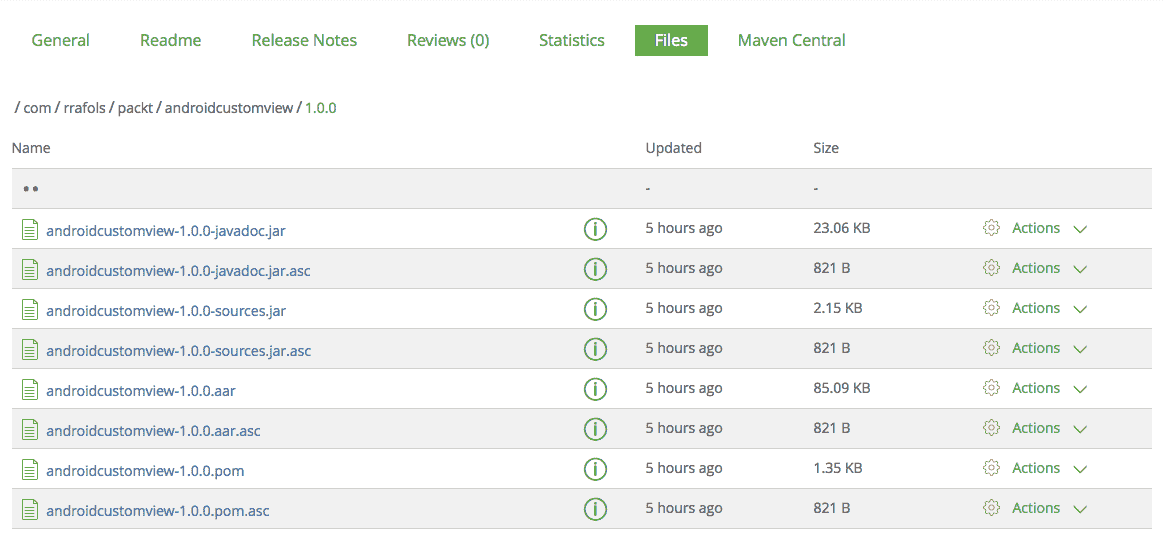 General Readme Release Notes Reviews (0) Statistics Files Maven Central
/ com / rrafols / packt / androidcustomview / 1.0.0
Name Updated Size
•• - -
androidcustomview-1.0.0-javadoc.jar i 5 hours ago 23.06 KB Actions
androidcustomview-1.0.0-javadoc.jar.asc i 5 hours ago 821 B Actions
androidcustomview-1.0.0-sources.jar i 5 hours ago 2.15 KB Actions
androidcustomview-1.0.0-sources.jar.asc i 5 hours ago 821 B Actions
androidcustomview-1.0.0.aar i 5 hours ago 85.09 KB Actions
androidcustomview-1.0.0.aar.asc i 5 hours ago 821 B Actions
androidcustomview-1.0.0.pom i 5 hours ago 1.35 KB Actions
androidcustomview-1.0.0.pom.asc i 5 hours ago 821 B Actions